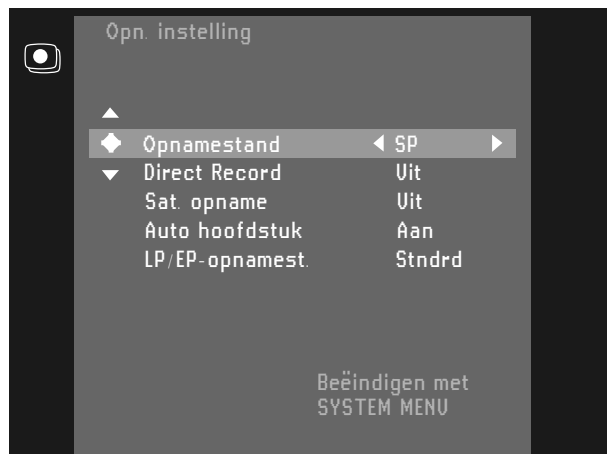 Opn. instelling
Opnamestand SP
Direct Record Uit
Sat. opname Uit
Auto hoofdstuk Aan
LP/EP-opnamest. Stndrd
Beëindigen met
SYSTEM MENU